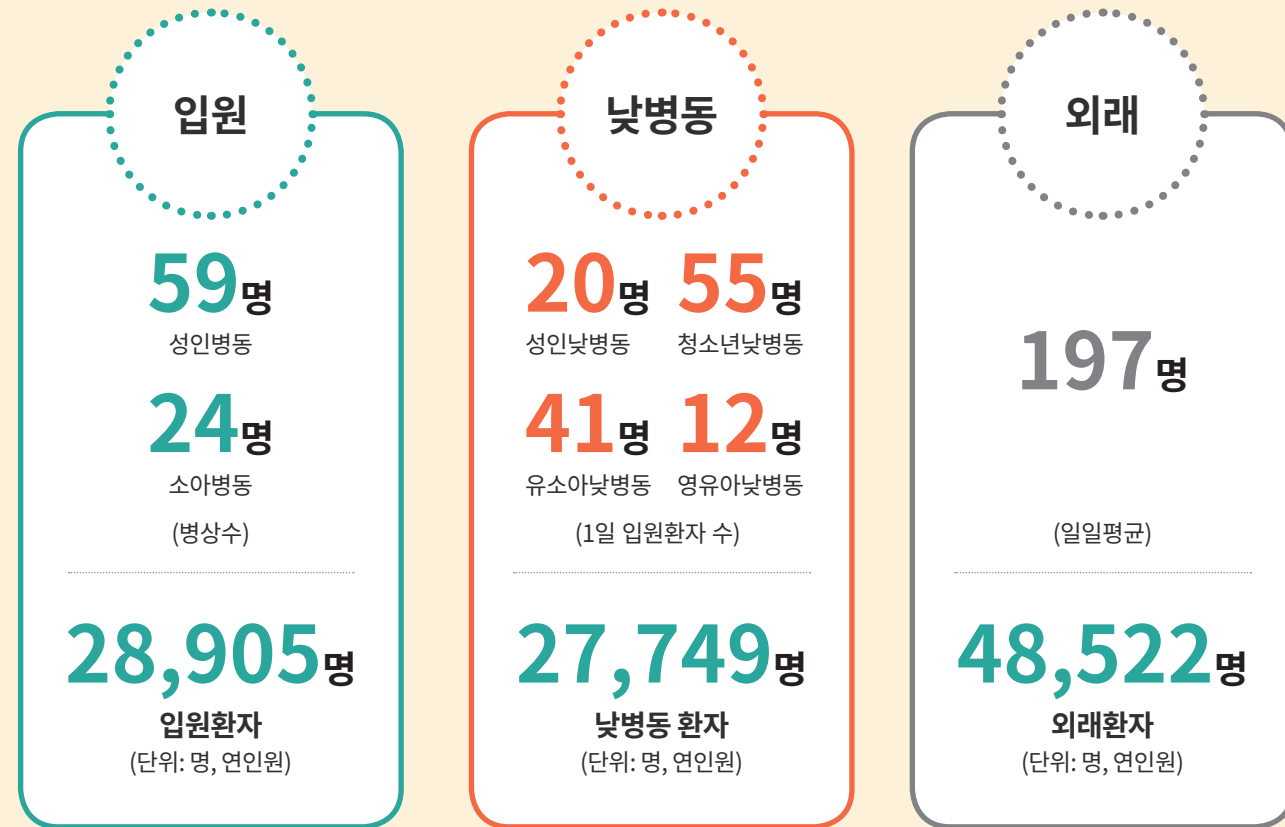 입원
59명
성인병동
24명
소아병동
(병상수)
28,905명
입원환자
(단위: 명, 연인원)
낮병동
20명 55명
성인낮병동 청소년낮병동
41명 12명
유소아낮병동 영유아낮병동
(1일 입원환자 수)
27,749명
낮병동 환자
(단위: 명, 연인원)
외래
197명
(일일평균)
48,522명
외래환자
(단위: 명, 연인원)